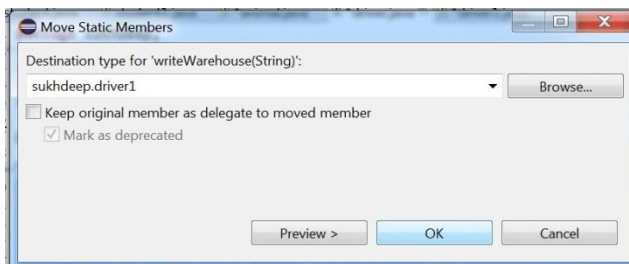 Move Static Members
Destination type for 'writeWarehouse(String)':
sukhdeep.driver1
Browse...
Keep original member as delegate to moved member
Mark as deprecated
Preview >
OK
Cancel